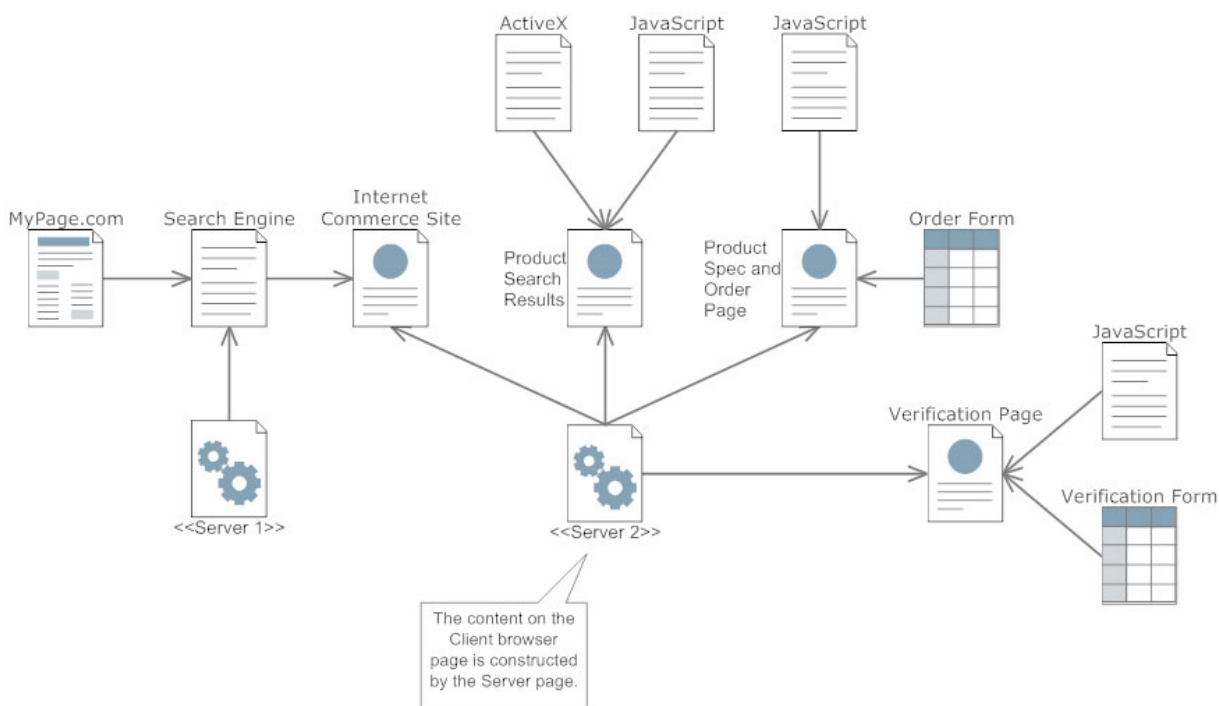 ActiveX
JavaScript
JavaScript
MyPage.com
Search Engine
Internet
Commerce Site
Product
Search
Results
Product
Spec and
Order
Page
Order Form
JavaScript
Verification Page
Verification Form
<<Server 1>>
<<Server 2>>
The content on the
Client browser
page is constructed
by the Server page.